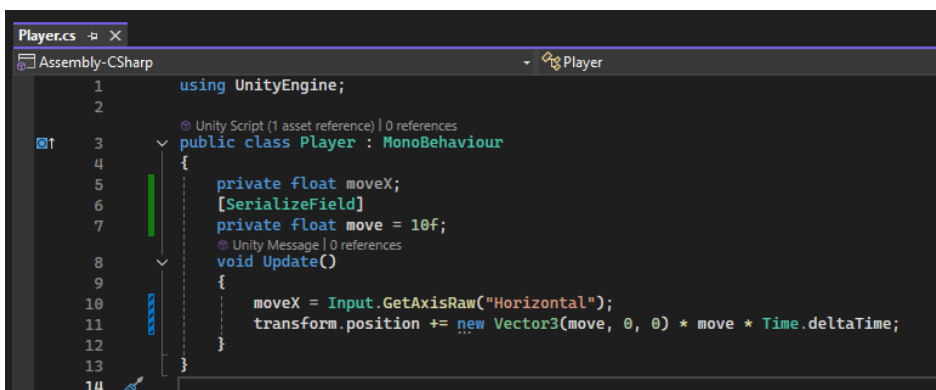 Player.cs
Assembly-CSharp Player
1 using UnityEngine;
2
Unity Script (1 asset reference) | 0 references
3 public class Player : MonoBehaviour
4 {
5 private float moveX;
6 [SerializeField]
7 private float move = 10f;
Unity Message | 0 references
8 void Update()
9 {
10 moveX = Input.GetAxisRaw("Horizontal");
11 transform.position += new Vector3(move, 0, 0) * move * Time.deltaTime;
12 }
13 }
14